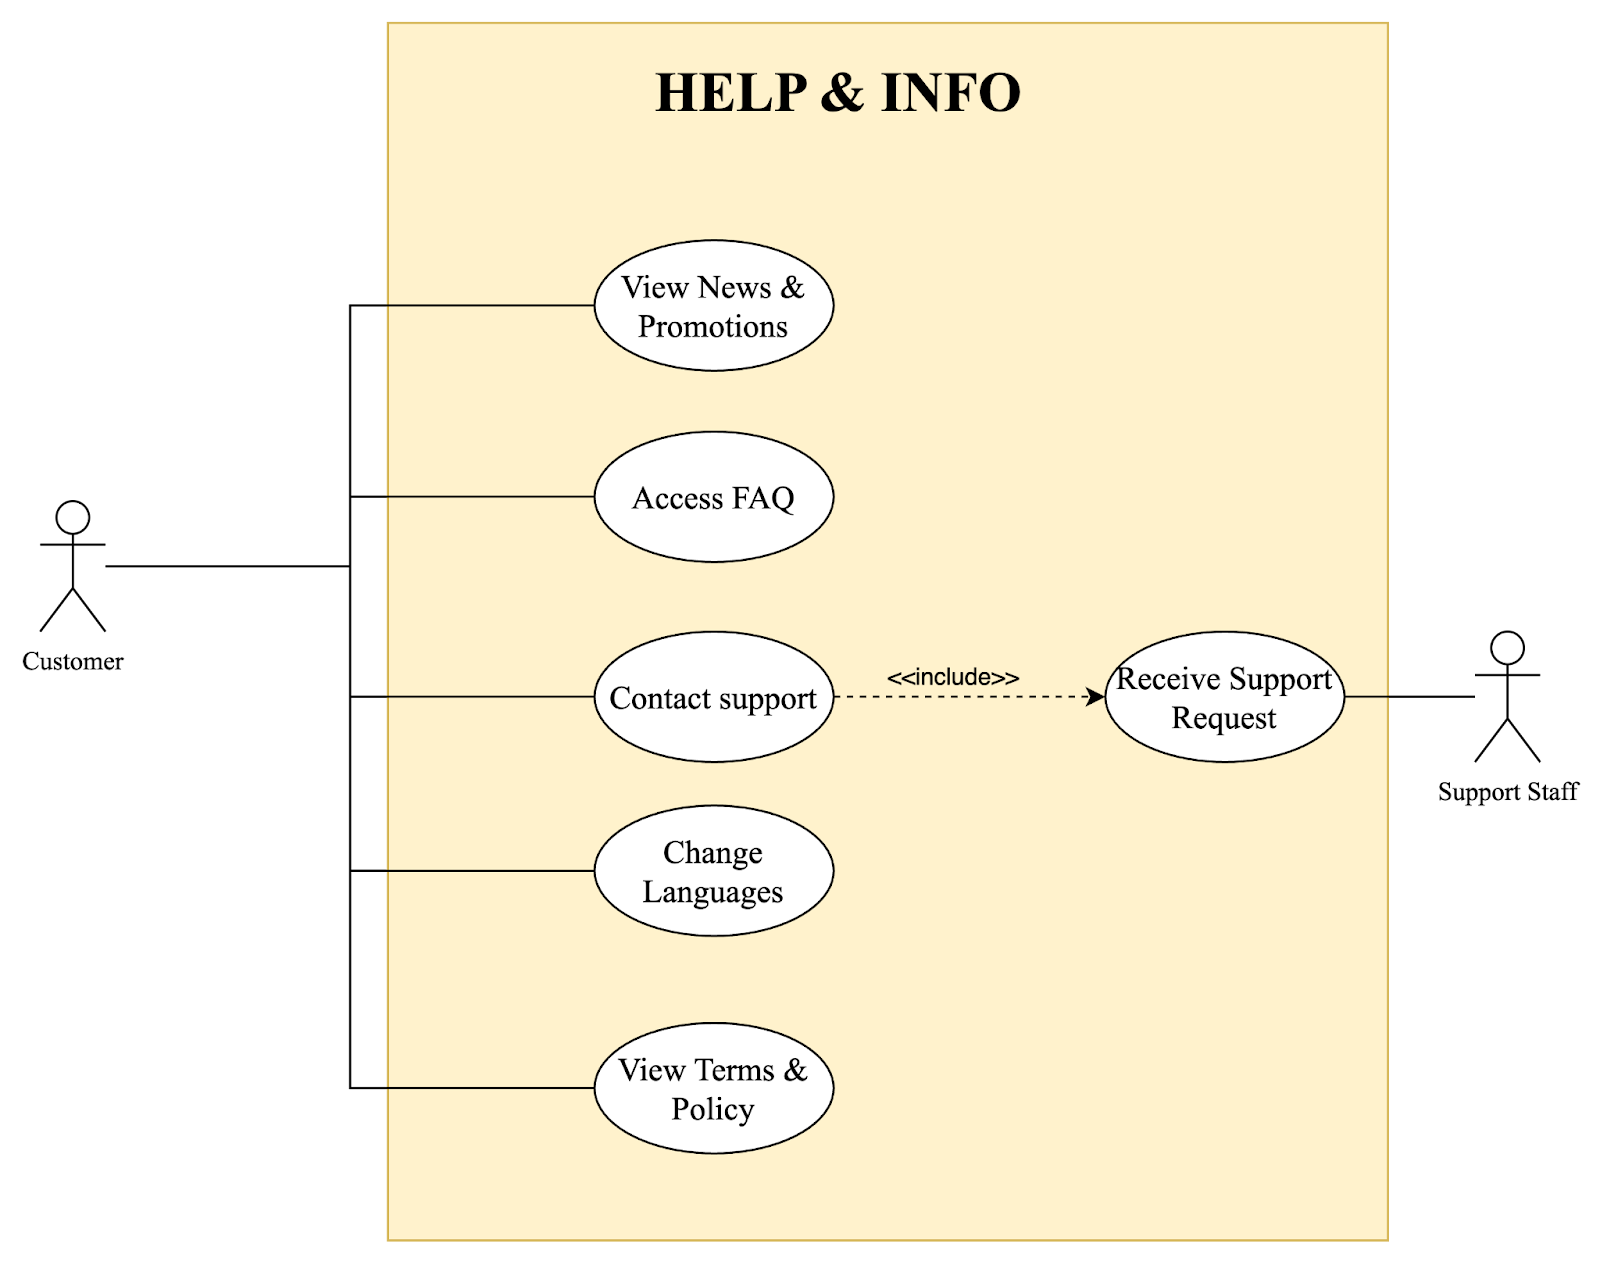 HELP & INFO
View News &
Promotions
Access FAQ
Customer
Contact support
<<include>>
Receive Support
Request
Support Staff
Change
Languages
View Terms &
Policy